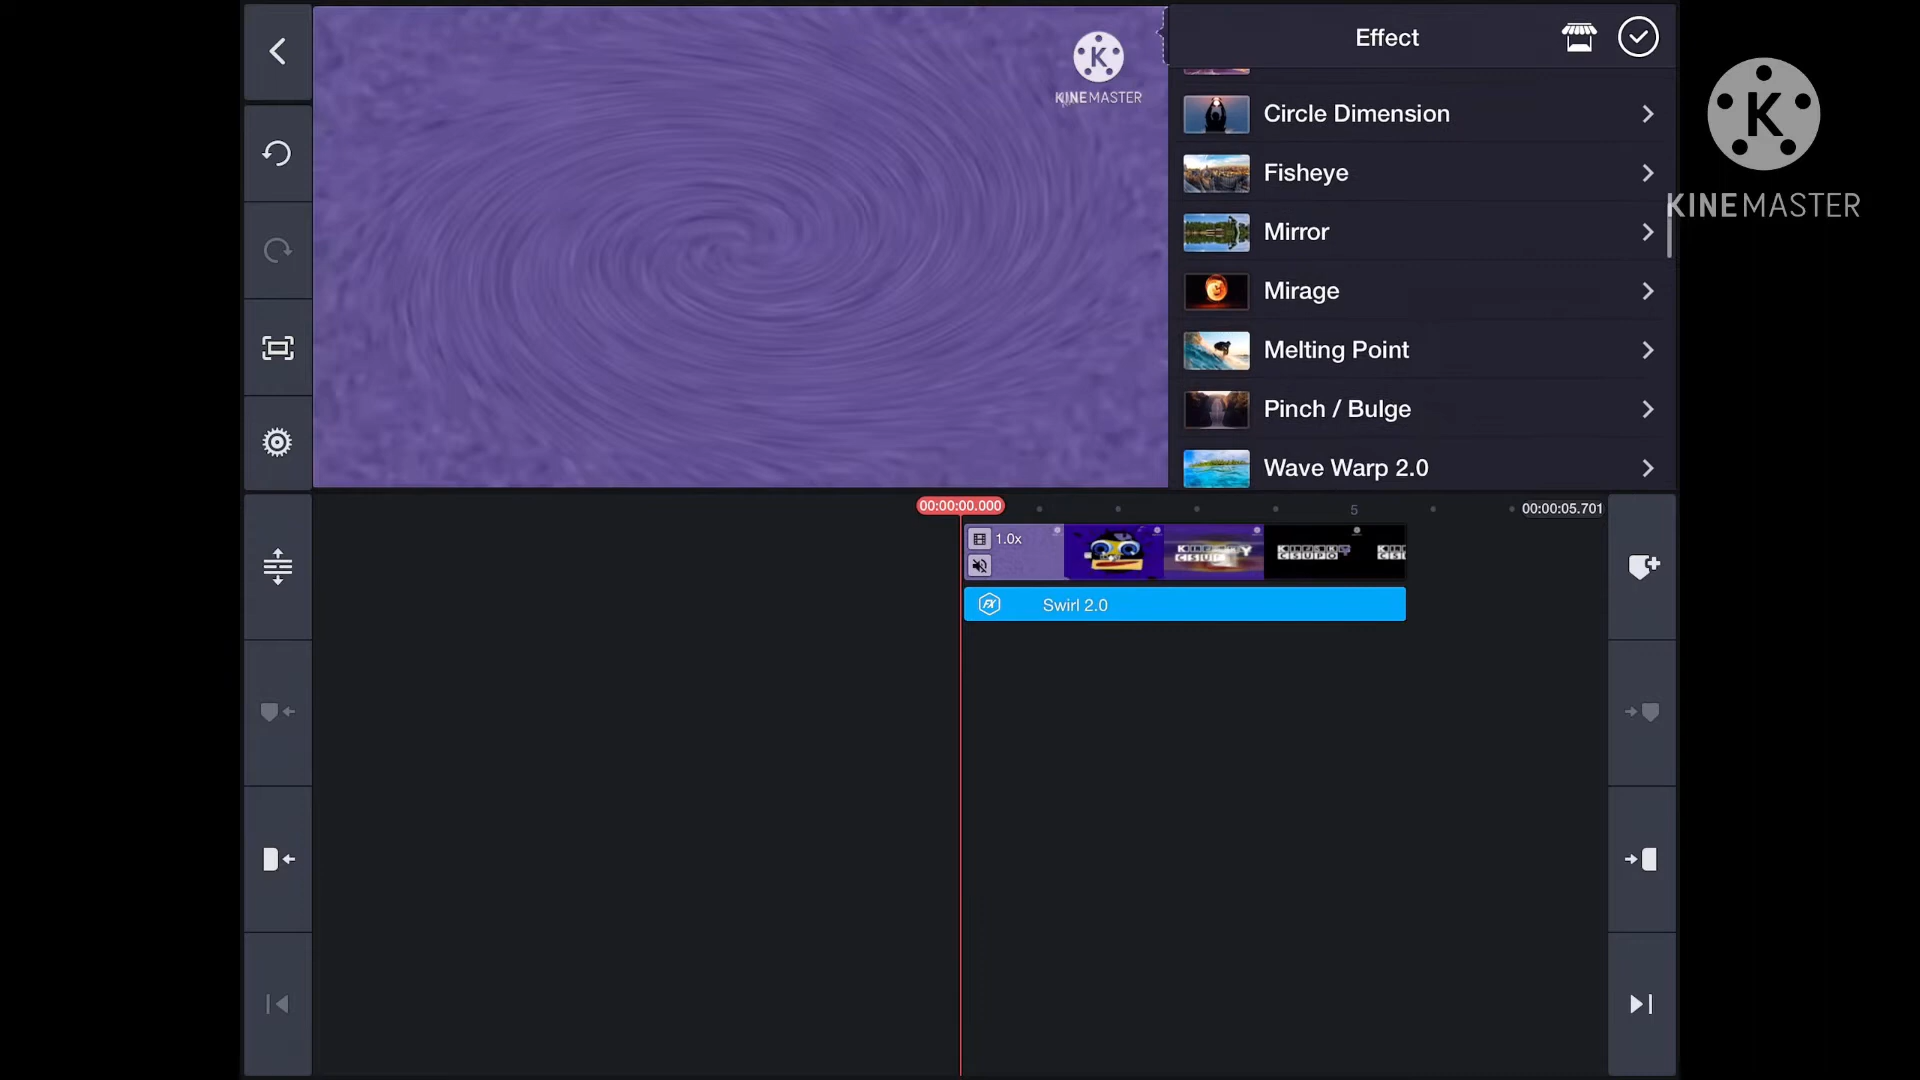 Effect
K
KINEMASTER
Circle Dimension
Fisheye
Mirror
Mirage
Melting Point
Pinch / Bulge
Wave Warp 2.0
K
KINEMASTER
00:00:00.000
5
00:00:05.701
1.0x
FX
Swirl 2.0